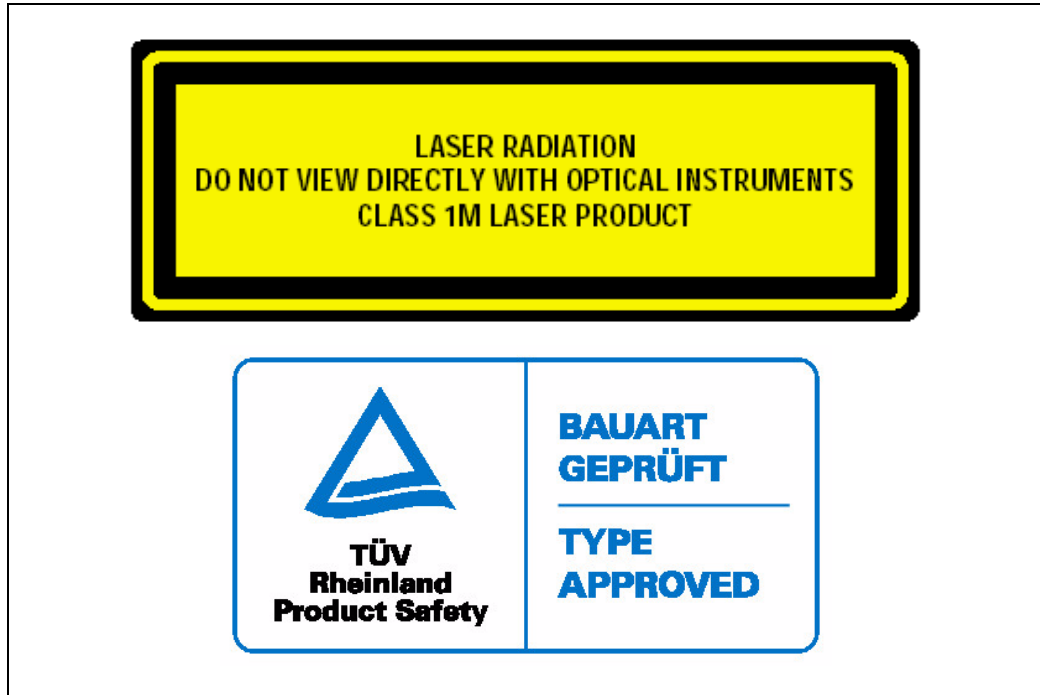 LASER RADIATION
DO NOT VIEW DIRECTLY WITH OPTICAL INSTRUMENTS
CLASS 1M LASER PRODUCT
TÜV
Rheinland
Product Safety
BAUART
GEPRÜFT
TYPE
APPROVED